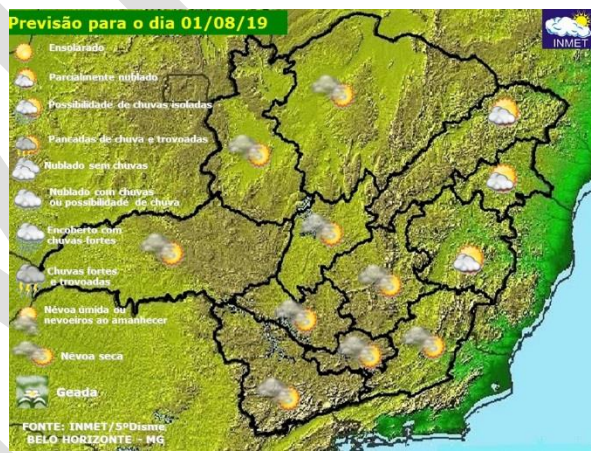 Previsão para o dia 01/08/19
INMET
Ensolarado
Parcialmente nublado
Possibilidade de chuvas isoladas
Pancadas de chuva e trovoadas
Nublado sem chuvas
Nublado com chuvas
ou possibilidade de chuva
Encoberto com
chuvas fortes
Chuvas fortes
e trovoadas
Névoa úmida ou
nevoeiros ao amanhecer
Névoa seca
Geada
FONTE: INMET/5ºDisme
BELO HORIZONTE - MG